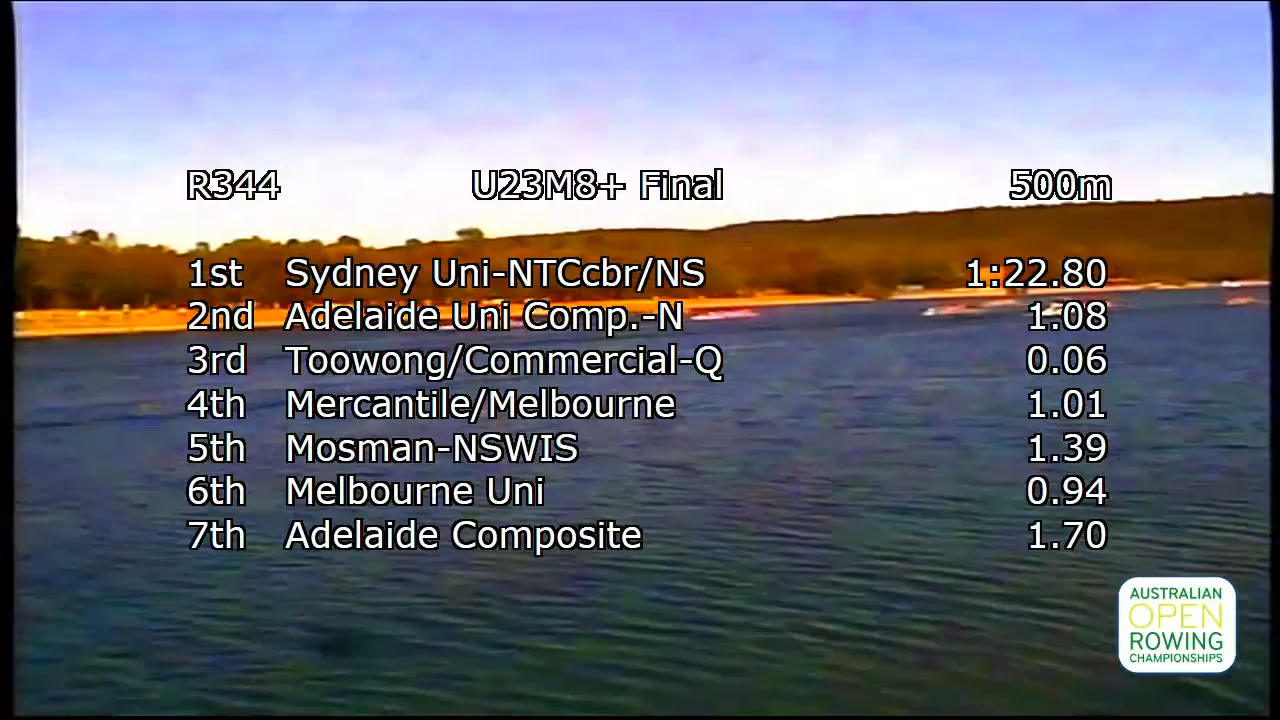 R344 U23M8+ Final 500m
1st Sydney Uni-NTCcbr/NS 1:22.80
2nd Adelaide Uni Comp.-N 1.08
3rd Toowong/Commercial-Q 0.06
4th Mercantile/Melbourne 1.01
5th Mosman-NSWIS 1.39
6th Melbourne Uni 0.94
7th Adelaide Composite 1.70
AUSTRALIAN
OPEN
ROWING
CHAMPIONSHIPS